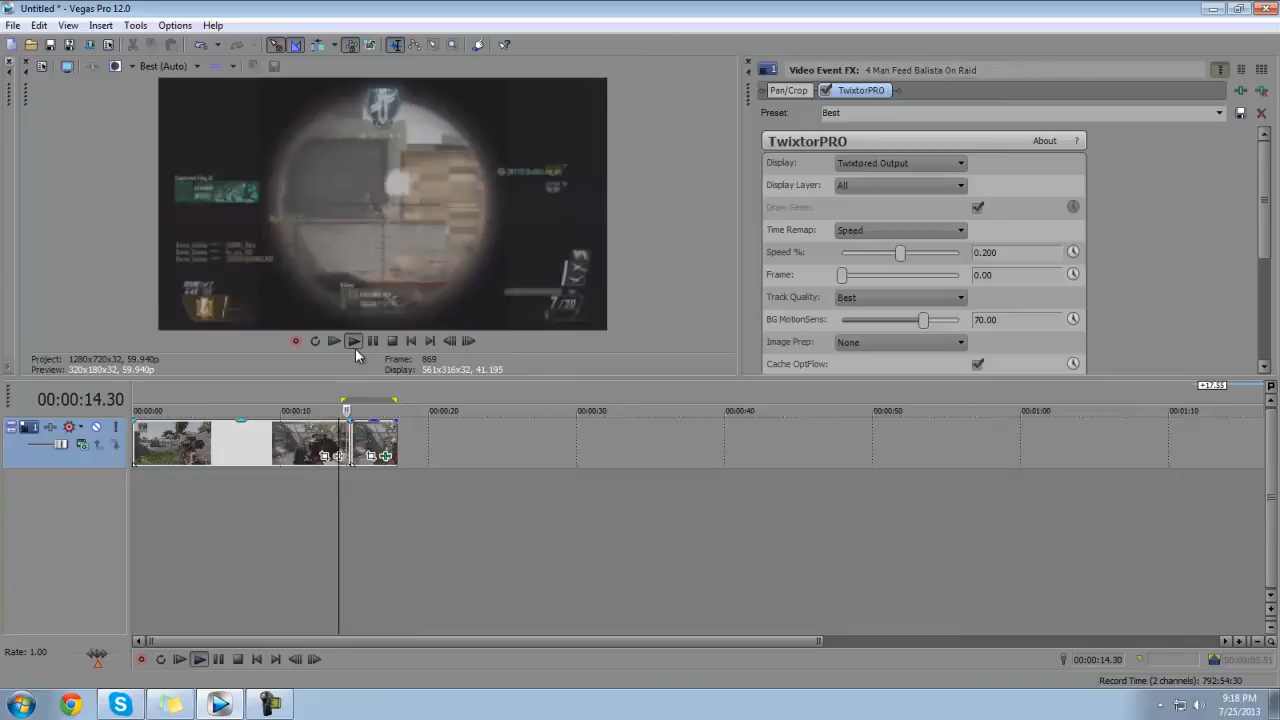 Untitled * - Vegas Pro 12.0
File Edit View Insert Tools Options Help
Best (Auto)
Video Event FX: 4 Man Feed Balista On Raid
Pan/Crop TwixtorPRO
Preset: Best
TwixtorPRO About ?
Display: Twixtored Output
Display Layer: All
Draw Geom:
Time Remap: Speed
Speed %: 0.200
Frame: 0.00
Track Quality: Best
BG MotionSens: 70.00
Image Prep: None
Cache OptFlow:
Project: 1280x720x32, 59.940p
Frame: 869
Preview: 320x180x32, 59.940p
Display: 561x316x32, 41.195
+17.55
00:00:14.30
00:00:00 00:00:10 00:00:20 00:00:30 00:00:40 00:00:50 00:01:00 00:01:10
1
Rate: 1.00
00:00:14.30
Record Time (2 channels): 792:54:30
9:18 PM
7/25/2013